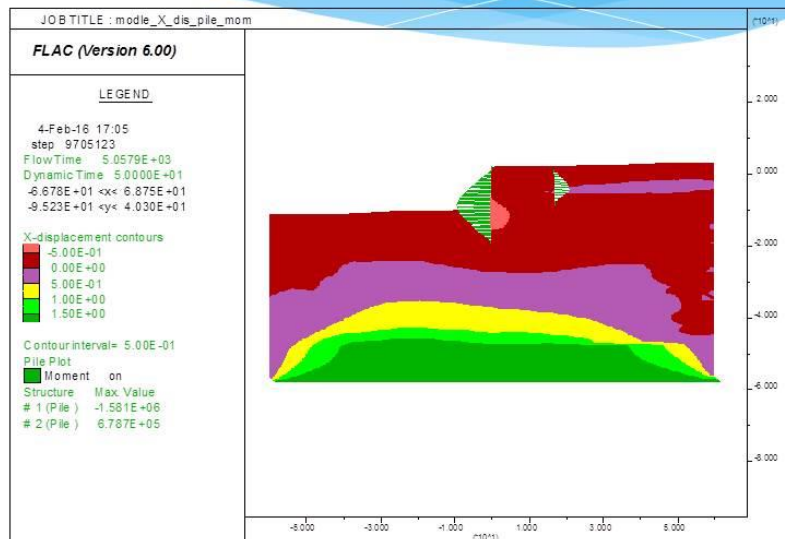 JOB TITLE : modle_X_dis_pile_mom
(*10^1)
FLAC (Version 6.00)
LEGEND
4-Feb-16 17:05
step 9705123
Flow Time 5.0579E+03
Dynamic Time 5.0000E+01
-6.678E+01 <x< 6.875E+01
-9.523E+01 <y< 4.030E+01
X-displacement contours
-5.00E-01
0.00E+00
5.00E-01
1.00E+00
1.50E+00
Contour interval= 5.00E-01
Pile Plot
Moment on
Structure Max. Value
# 1 (Pile ) -1.581E+06
# 2 (Pile ) 6.787E+05
2.000
0.000
-2.000
-4.000
-6.000
-8.000
-5.000 -3.000 -1.000 1.000 3.000 5.000
(*10^1)